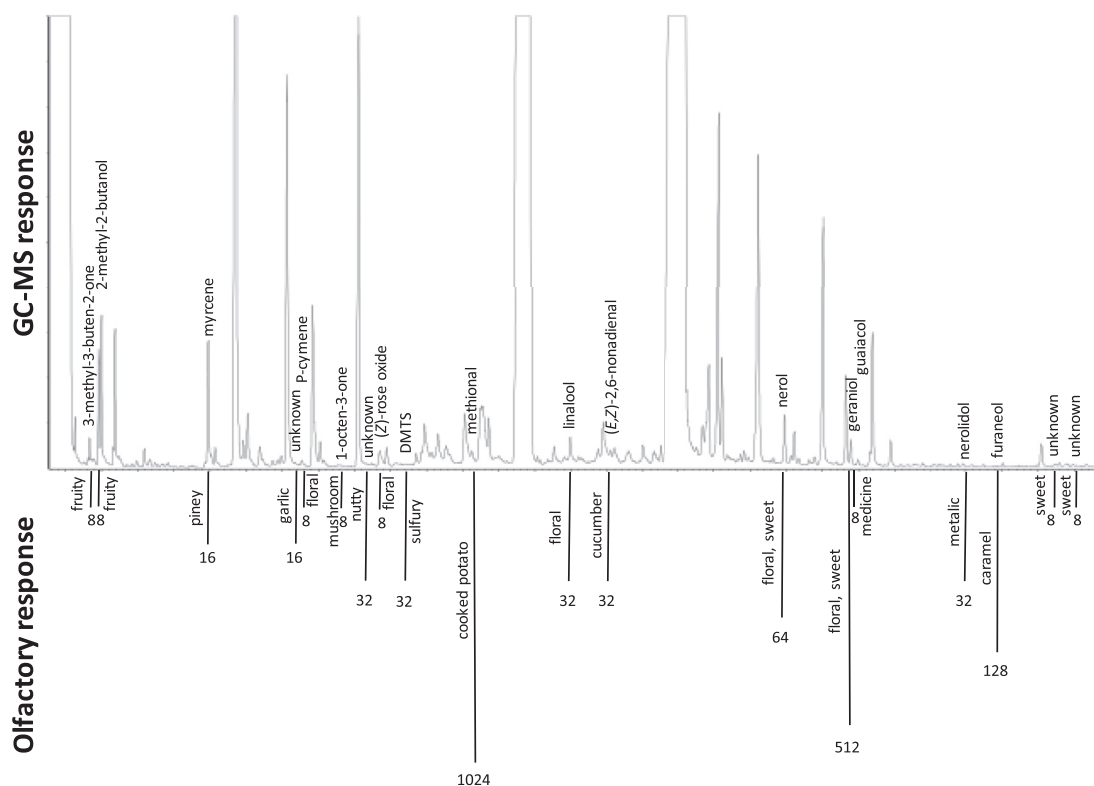 GC-MS response
3-methyl-3-buten-2-one
2-methyl-2-butanol
myrcene
unknown
P-cymene
1-octen-3-one
unknown
(Z)-rose oxide
DMTS
methional
linalool
(E,Z)-2,6-nonadienal
nerol
geraniol
guaiacol
nerolidol
furaneol
unknown
unknown
Olfactory response
fruity
88
fruity
piney
16
garlic
16
8
floral
mushroom
8
nutty
32
8
floral
sulfury
32
cooked potato
1024
floral
32
cucumber
32
floral, sweet
64
floral, sweet
512
8
medicine
metalic
32
caramel
128
sweet
8
sweet
8